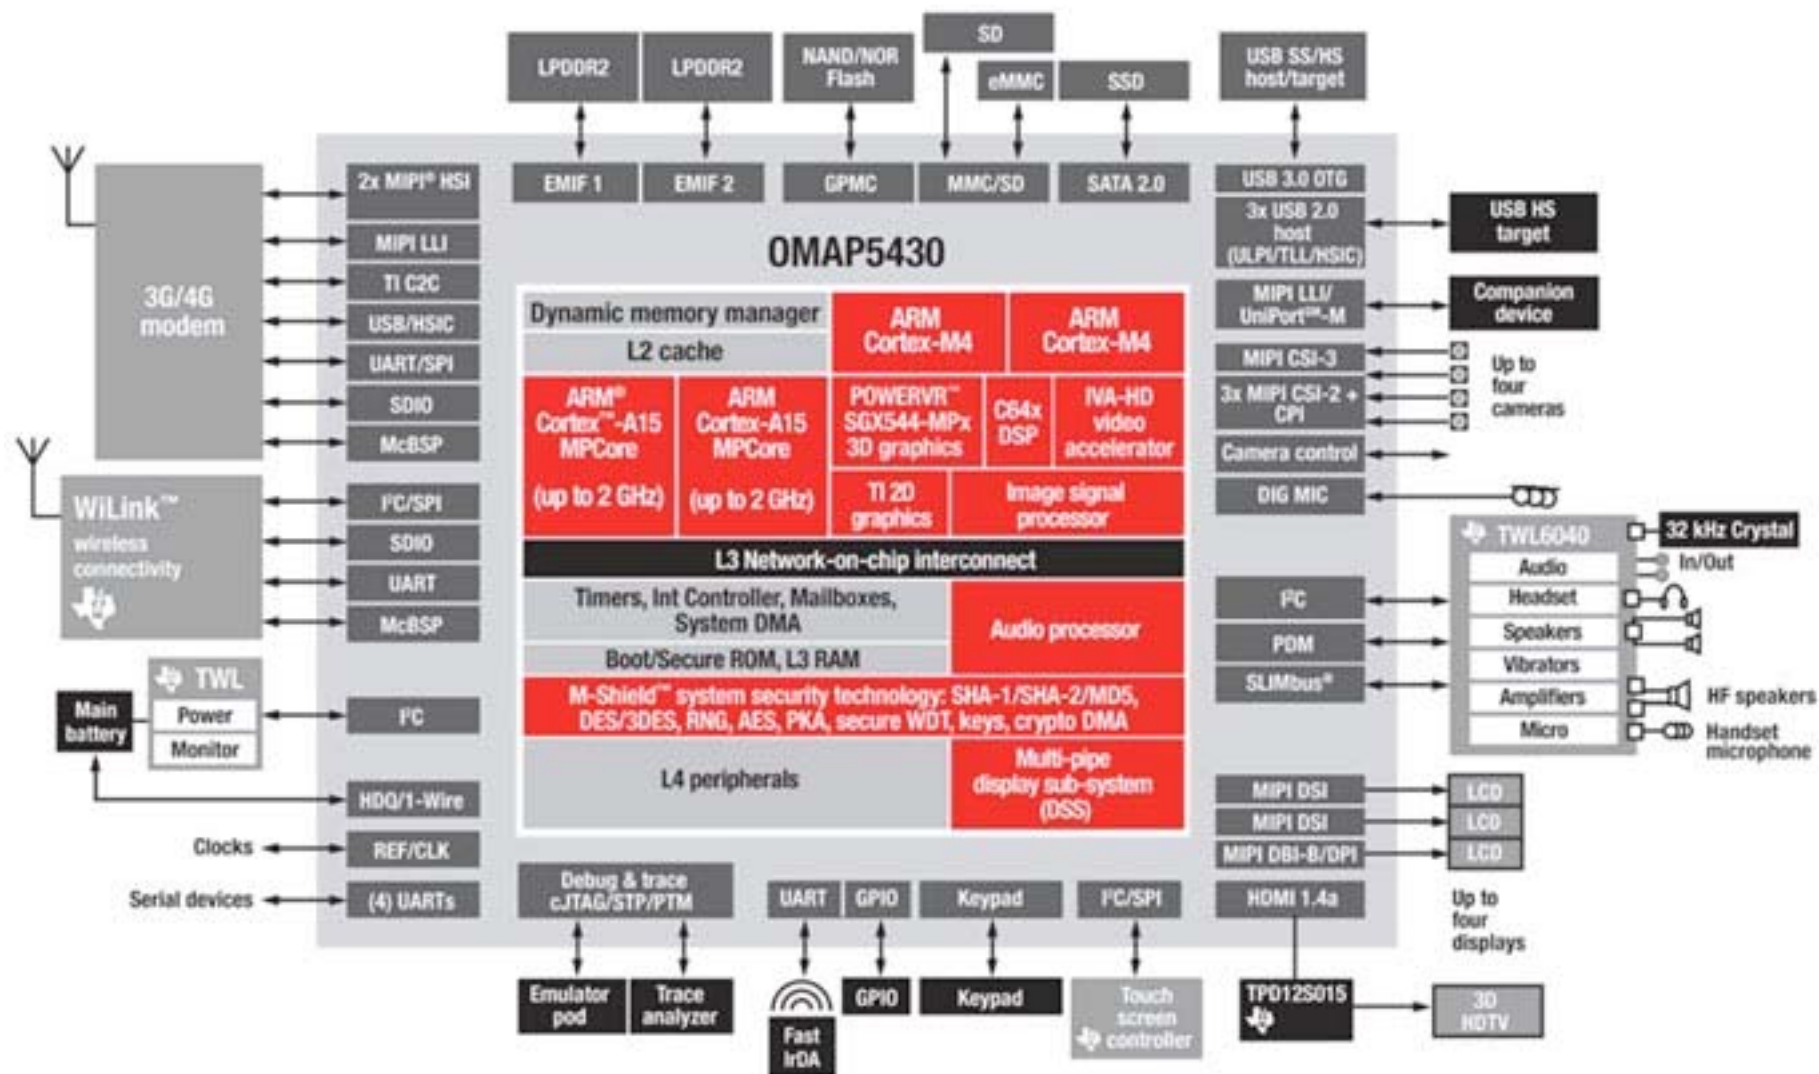 SD
LPDDR2
LPDDR2
NAND/NOR
Flash
eMMC
SSD
USB SS/HS
host/target
EMIF 1
EMIF 2
GPMC
MMC/SD
SATA 2.0
USB 3.0 OTG
3x USB 2.0
host
(ULPI/TLL/HSIC)
USB HS
target
MIPI LLI/
UniPort℠-M
Companion
device
MIPI CSI-3
3x MIPI CSI-2 +
CPI
Up to
four
cameras
Camera control
DIG MIC
3G/4G
modem
2x MIPI® HSI
MIPI LLI
TI C2C
USB/HSIC
UART/SPI
SDIO
McBSP
WiLink™
wireless
connectivity
I²C/SPI
SDIO
UART
McBSP
TWL
Power
Monitor
Main
battery
I²C
HDQ/1-Wire
Clocks
REF/CLK
Serial devices
(4) UARTs
OMAP5430
Dynamic memory manager
L2 cache
ARM
Cortex-M4
ARM
Cortex-M4
ARM®
Cortex™-A15
MPCore
(up to 2 GHz)
ARM
Cortex-A15
MPCore
(up to 2 GHz)
POWERVR™
SGX544-MPx
3D graphics
C64x
DSP
IVA-HD
video
accelerator
TI 2D
graphics
Image signal
processor
L3 Network-on-chip interconnect
Timers, Int Controller, Mailboxes,
System DMA
Boot/Secure ROM, L3 RAM
Audio processor
M-Shield™ system security technology: SHA-1/SHA-2/MD5,
DES/3DES, RNG, AES, PKA, secure WDT, keys, crypto DMA
L4 peripherals
Multi-pipe
display sub-system
(DSS)
I²C
PDM
SLIMbus®
TWL6040
Audio
Headset
Speakers
Vibrators
Amplifiers
Micro
32 kHz Crystal
In/Out
HF speakers
Handset
microphone
MIPI DSI
LCD
MIPI DSI
LCD
MIPI DBI-B/DPI
LCD
HDMI 1.4a
Up to
four
displays
Debug & trace
cJTAG/STP/PTM
UART
GPIO
Keypad
I²C/SPI
Emulator
pod
Trace
analyzer
Fast
IrDA
GPIO
Keypad
Touch
screen
controller
TPD12S015
3D
HDTV